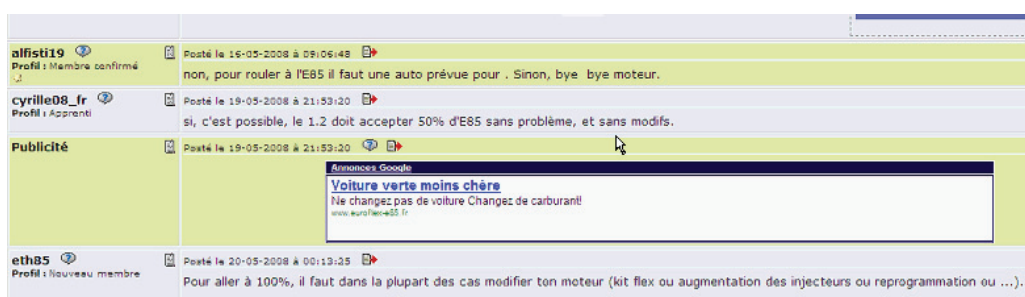 alfisti19
Profil : Membre confirmé
Posté le 16-05-2008 à 09:06:48
non, pour rouler à l'E85 il faut une auto prévue pour . Sinon, bye bye moteur.
cyrille08_fr
Profil : Apprenti
Posté le 19-05-2008 à 21:53:20
si, c'est possible, le 1.2 doit accepter 50% d'E85 sans problème, et sans modifs.
Publicité
Posté le 19-05-2008 à 21:53:20
Annonces Google
Voiture verte moins chère
Ne changez pas de voiture Changez de carburant!
www.euroflex-e85.fr
eth85
Profil : Nouveau membre
Posté le 20-05-2008 à 00:13:25
Pour aller à 100%, il faut dans la plupart des cas modifier ton moteur (kit flex ou augmentation des injecteurs ou reprogrammation ou ...).